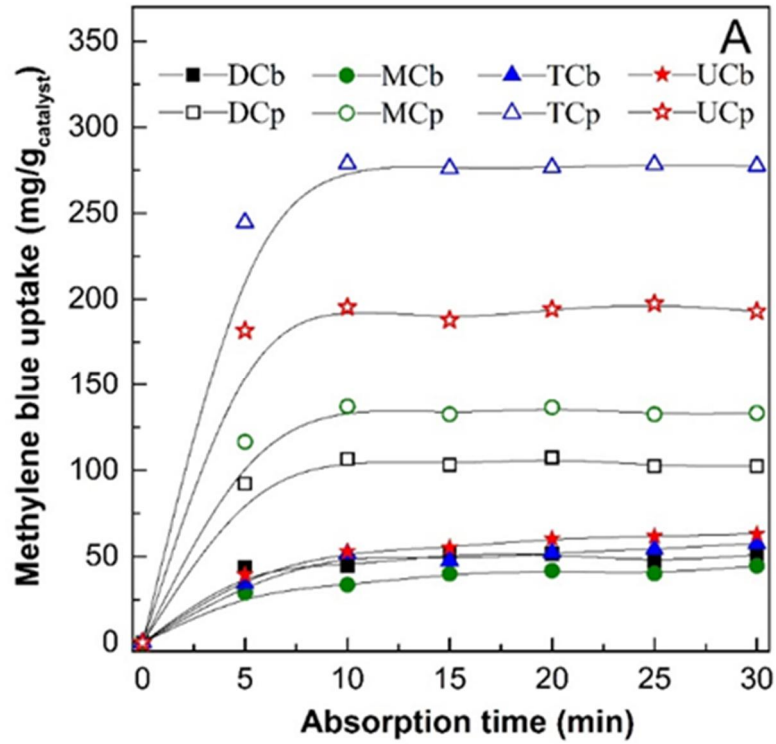 A
350
300
250
200
150
100
50
0
DCb MCb TCb UCb
DCp MCp TCp UCp
Methylene blue uptake (mg/gcatalyst)
0 5 10 15 20 25 30
Absorption time (min)